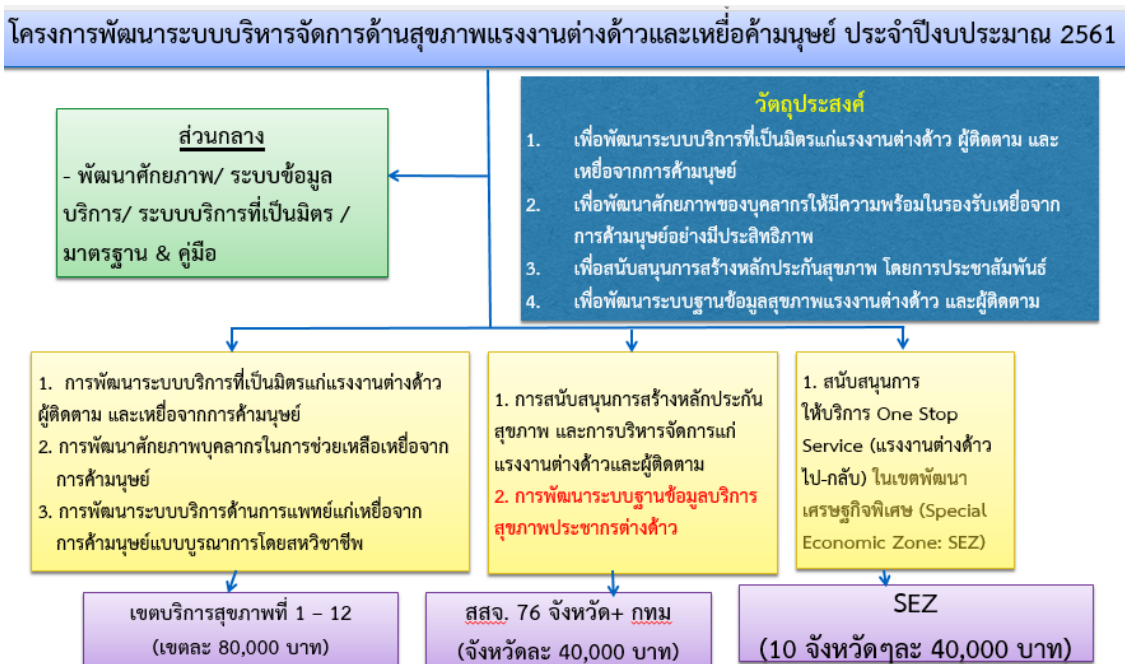 โครงการพัฒนาระบบบริหารจัดการด้านสุขภาพแรงงานต่างด้าวและเหยื่อค้ามนุษย์ ประจำปีงบประมาณ 2561
ส่วนกลาง
- พัฒนาศักยภาพ/ ระบบข้อมูล
บริการ/ ระบบบริการที่เป็นมิตร /
มาตรฐาน & คู่มือ
วัตถุประสงค์
1. เพื่อพัฒนาระบบบริการที่เป็นมิตรแก่แรงงานต่างด้าว ผู้ติดตาม และ
เหยื่อจากการค้ามนุษย์
2. เพื่อพัฒนาศักยภาพของบุคลากรให้มีความพร้อมในรองรับเหยื่อจาก
การค้ามนุษย์อย่างมีประสิทธิภาพ
3. เพื่อสนับสนุนการสร้างหลักประกันสุขภาพ โดยการประชาสัมพันธ์
4. เพื่อพัฒนาระบบฐานข้อมูลสุขภาพแรงงานต่างด้าว และผู้ติดตาม
1. การพัฒนาระบบบริการที่เป็นมิตรแก่แรงงานต่างด้าว
ผู้ติดตาม และเหยื่อจากการค้ามนุษย์
2. การพัฒนาศักยภาพบุคลากรในการช่วยเหลือเหยื่อจาก
การค้ามนุษย์
3. การพัฒนาระบบบริการด้านการแพทย์แก่เหยื่อจาก
การค้ามนุษย์แบบบูรณาการโดยสหวิชาชีพ
1. การสนับสนุนการสร้างหลักประกัน
สุขภาพ และการบริหารจัดการแก่
แรงงานต่างด้าวและผู้ติดตาม
2. การพัฒนาระบบฐานข้อมูลบริการ
สุขภาพประชากรต่างด้าว
1. สนับสนุนการ
ให้บริการ One Stop
Service (แรงงานต่างด้าว
ไป-กลับ) ในเขตพัฒนา
เศรษฐกิจพิเศษ (Special
Economic Zone: SEZ)
เขตบริการสุขภาพที่ 1 – 12
(เขตละ 80,000 บาท)
สสจ. 76 จังหวัด+ กทม
(จังหวัดละ 40,000 บาท)
SEZ
(10 จังหวัดๆละ 40,000 บาท)